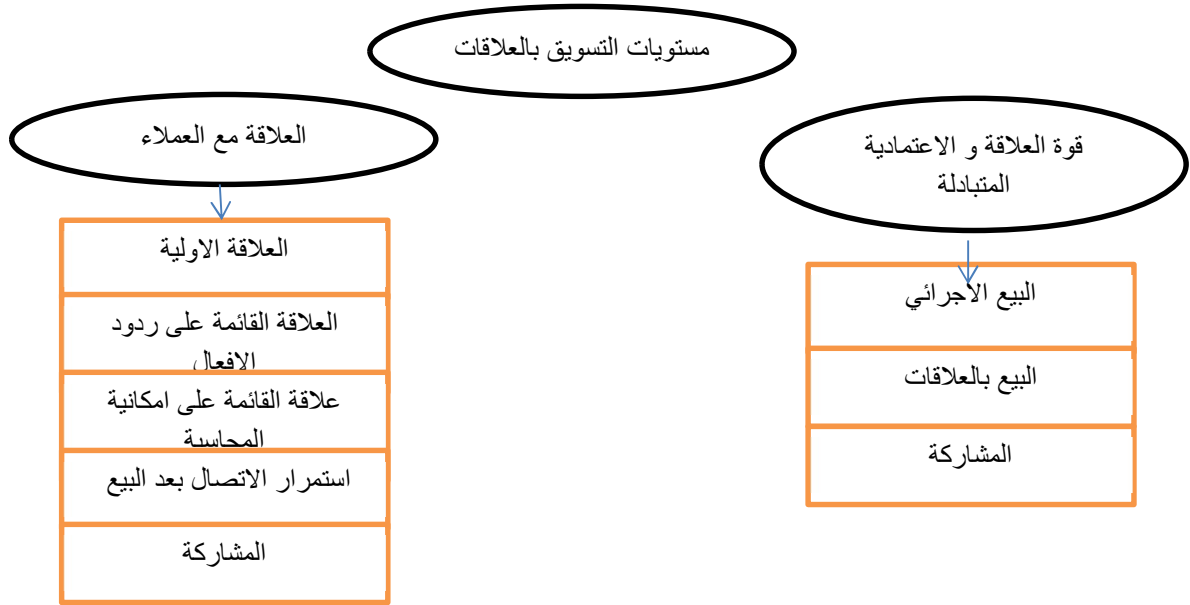 مستويات التسويق بالعلاقات
قوة العلاقة و الاعتمادية
المتبادلة
البيع الاجرائي
البيع بالعلاقات
المشاركة
العلاقة مع العملاء
العلاقة الاولية
العلاقة القائمة على ردود
الافعال
علاقة القائمة على امكانية
المحاسبة
استمرار الاتصال بعد البيع
المشاركة